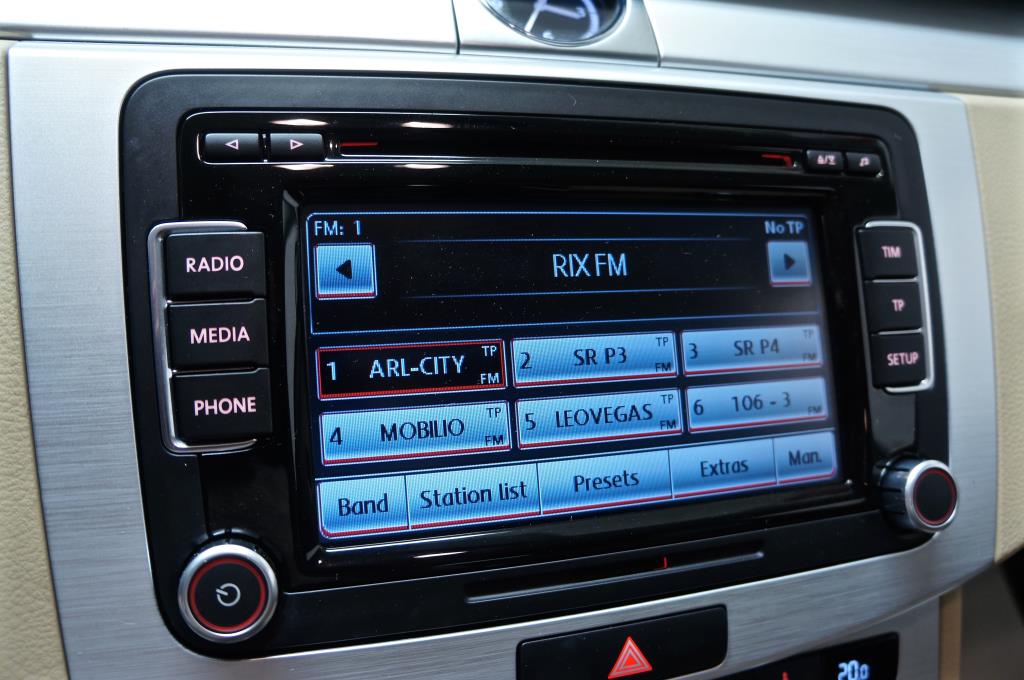 FM: 1
No TP
RIX FM
RADIO
MEDIA
PHONE
TIM
TP
SETUP
1 ARL-CITY TP FM
2 SR P3 TP FM
3 SR P4 TP FM
4 MOBILIO TP FM
5 LEOVEGAS TP FM
6 106 - 3 FM
Band Station list Presets Extras Man.
20.0